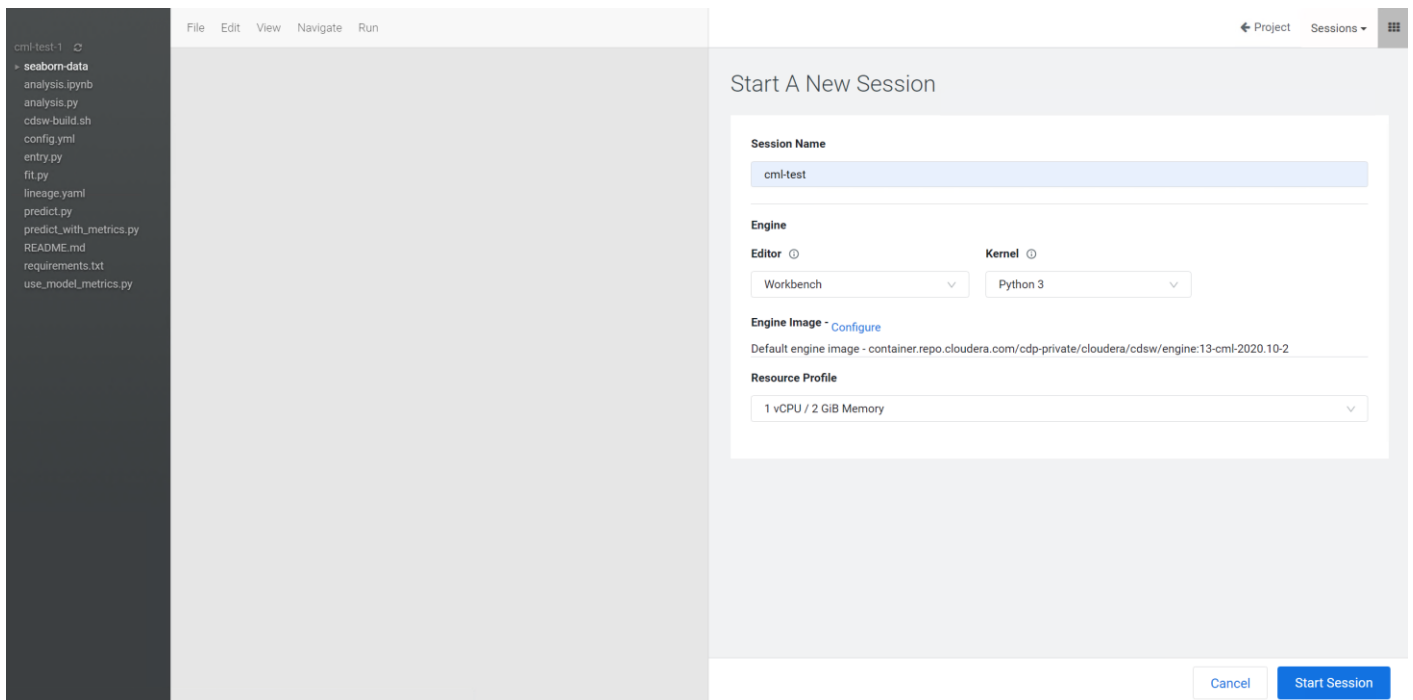 File Edit View Navigate Run
Project Sessions
cml-test-1
seaborn-data
analysis.ipynb
analysis.py
cdsw-build.sh
config.yml
entry.py
fit.py
lineage.yaml
predict.py
predict_with_metrics.py
README.md
requirements.txt
use_model_metrics.py
Start A New Session
Session Name
cml-test
Engine
Editor Kernel
Workbench Python 3
Engine Image - Configure
Default engine image - container.repo.cloudera.com/cdp-private/cloudera/cdsw/engine:13-cml-2020.10-2
Resource Profile
1 vCPU / 2 GiB Memory
Cancel Start Session